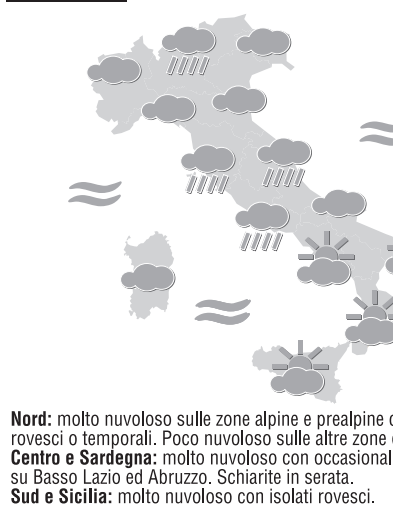 Nord: molto nuvoloso sulle zone alpine e prealpine
rovesci o temporali. Poco nuvoloso sulle altre zone
Centro e Sardegna: molto nuvoloso con occasional
su Basso Lazio ed Abruzzo. Schiarite in serata.
Sud e Sicilia: molto nuvoloso con isolati rovesci.